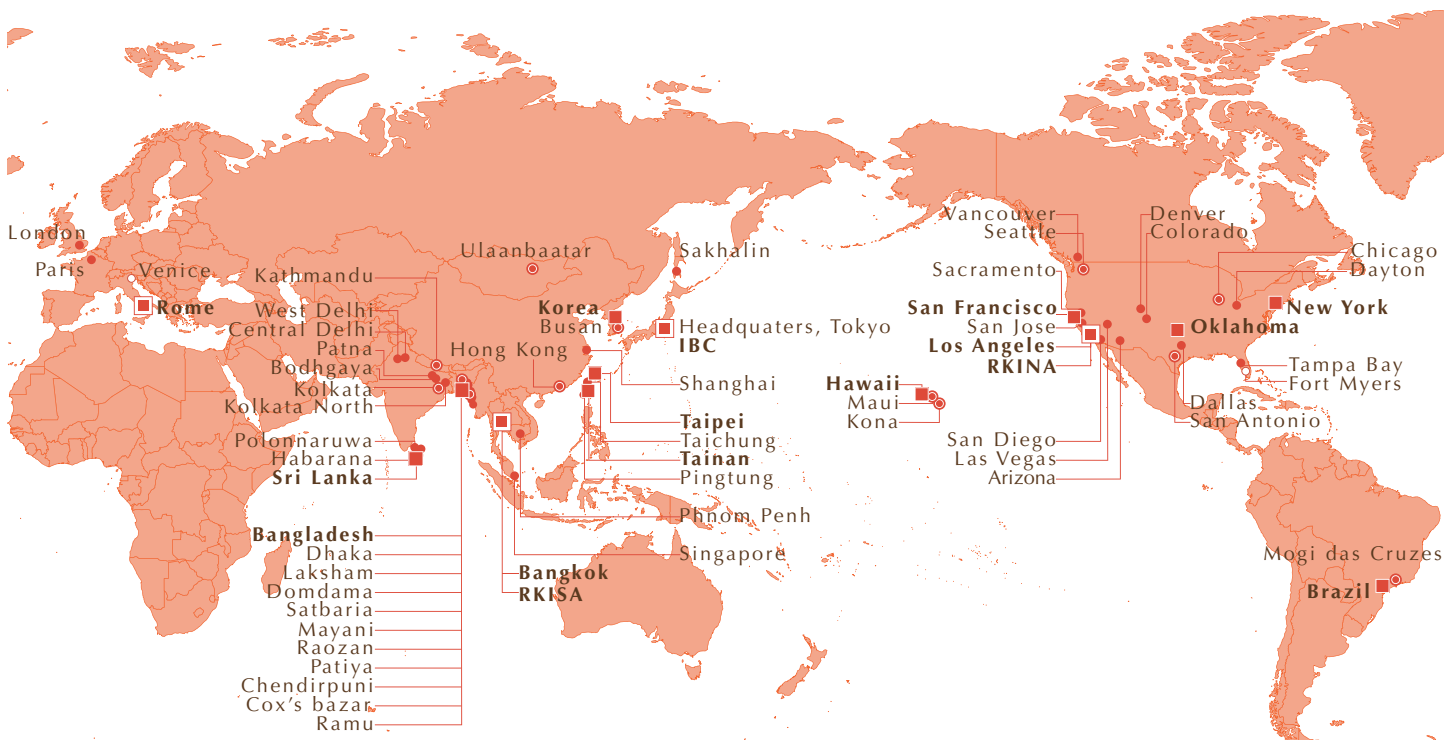 London
Paris
Venice
Rome
Kathmandu
West Delhi
Central Delhi
Patna
Bodhgaya
Kolkata
Kolkata North
Polonnaruwa
Habarana
Sri Lanka
Bangladesh
Dhaka
Laksham
Domdama
Satbaria
Mayani
Raozan
Patiya
Chendirpuni
Cox's bazar
Ramu
Ulaanbaatar
Sakhalin
Korea
Busan
Headquaters, Tokyo
IBC
Hong Kong
Shanghai
Taipei
Taichung
Tainan
Pingtung
Phnom Penh
Singapore
Bangkok
RKISA
Vancouver
Seattle
Sacramento
San Francisco
San Jose
Los Angeles
RKINA
Hawaii
Maui
Kona
San Diego
Las Vegas
Arizona
Denver
Colorado
Chicago
Dayton
New York
Oklahoma
Tampa Bay
Fort Myers
Dallas
San Antonio
Mogi das Cruzes
Brazil